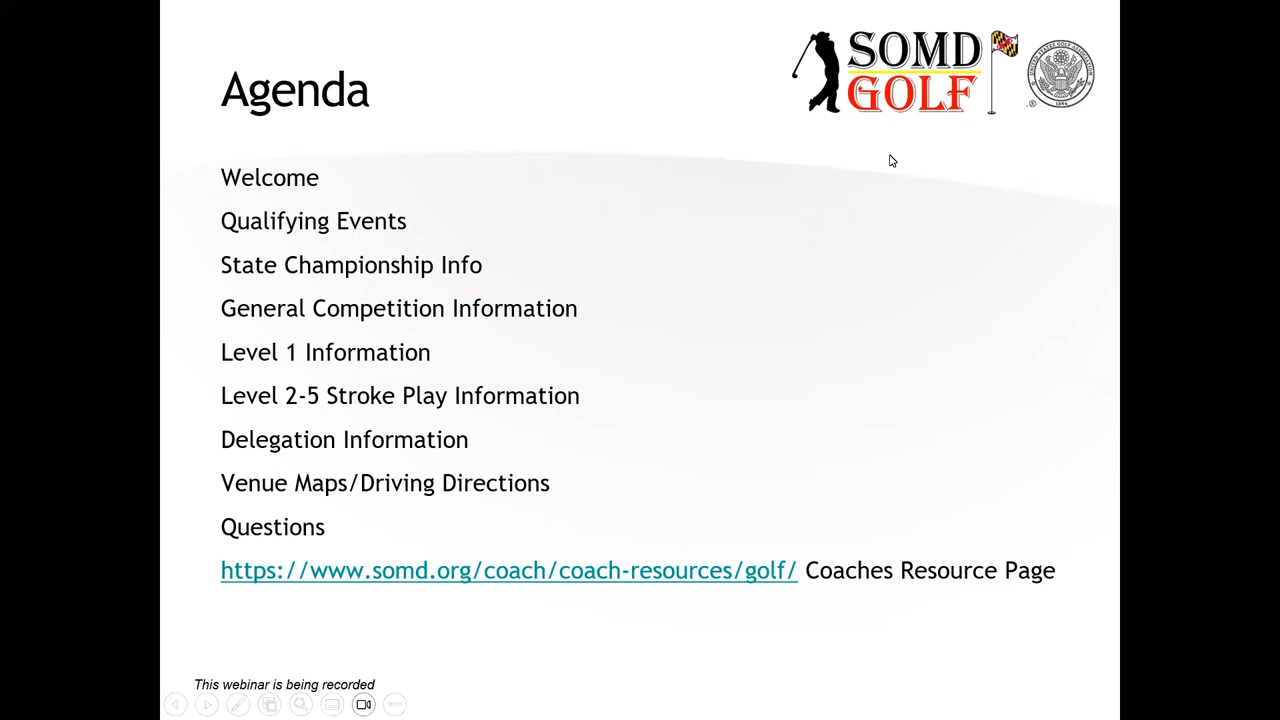 SOMD
GOLF
Agenda
Welcome
Qualifying Events
State Championship Info
General Competition Information
Level 1 Information
Level 2-5 Stroke Play Information
Delegation Information
Venue Maps/Driving Directions
Questions
https://www.somd.org/coach/coach-resources/golf/ Coaches Resource Page
This webinar is being recorded